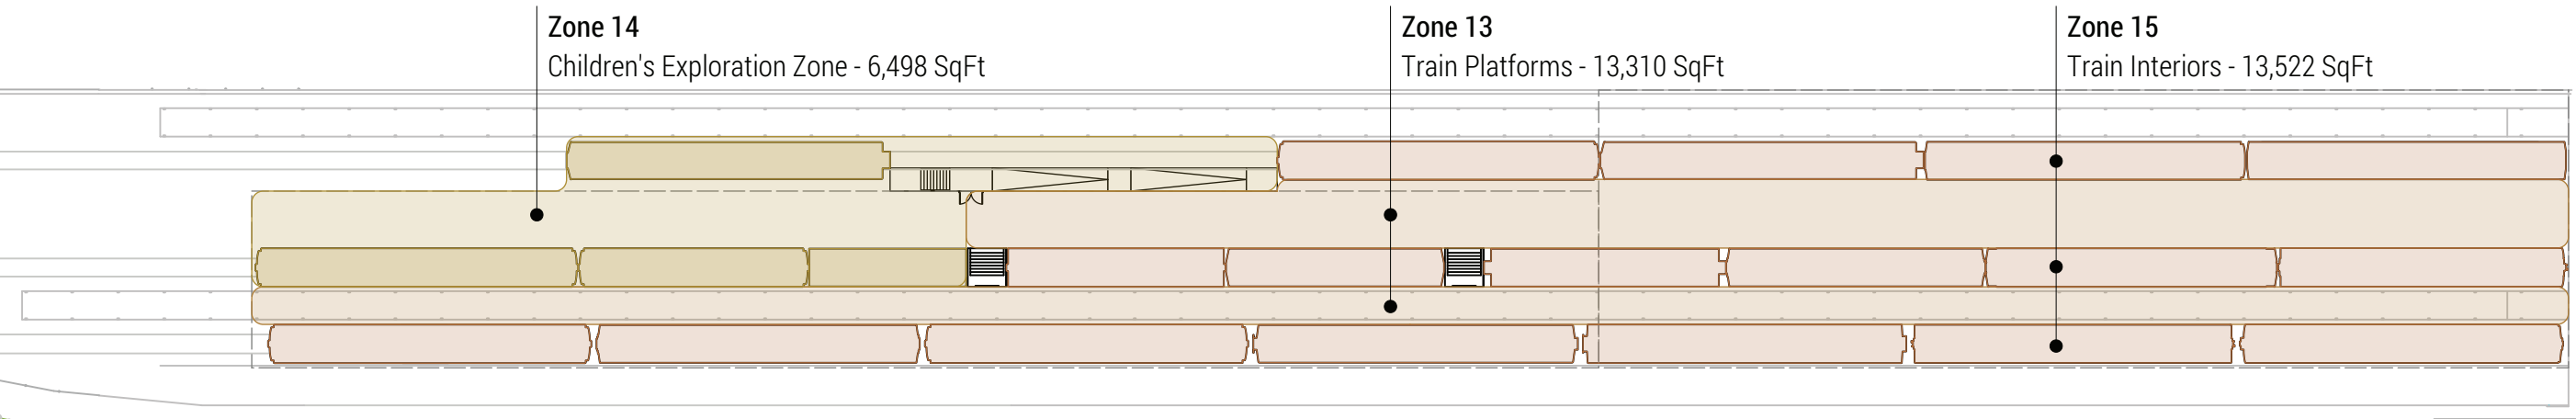 Zone 14
Children's Exploration Zone - 6,498 SqFt
Zone 13
Train Platforms - 13,310 SqFt
Zone 15
Train Interiors - 13,522 SqFt